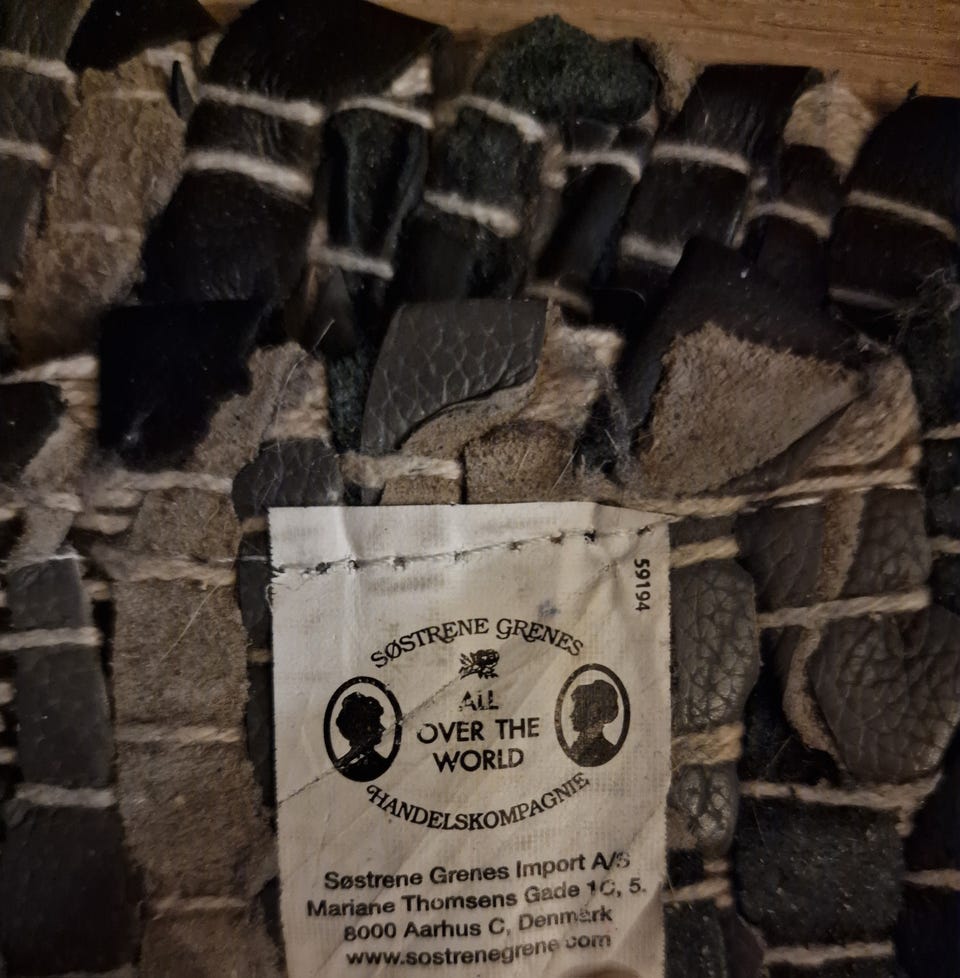 59194
SØSTRENE GRENES
ALL
OVER THE
WORLD
HANDELSKOMPAGNIE
Søstrene Grenes Import A/S
Mariane Thomsens Gade 1C, 5.
8000 Aarhus C, Denmark
www.sostrenegrene.com